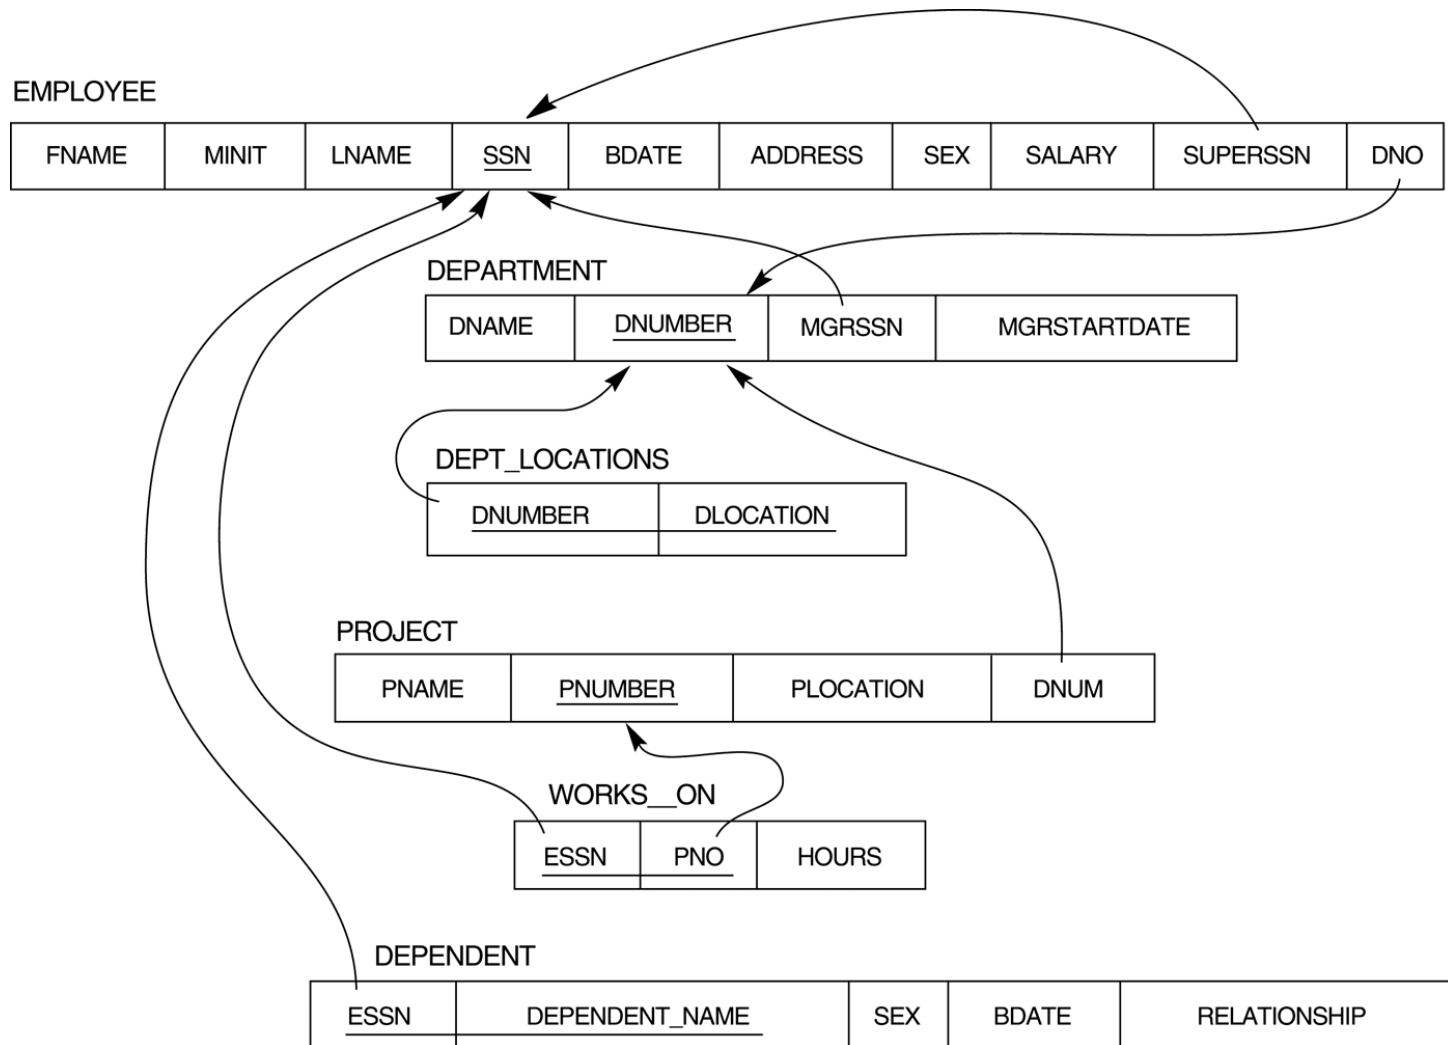 EMPLOYEE
FNAME MINIT LNAME SSN BDATE ADDRESS SEX SALARY SUPERSSN DNO
DEPARTMENT
DNAME DNUMBER MGRSSN MGRSTARTDATE
DEPT_LOCATIONS
DNUMBER DLOCATION
PROJECT
PNAME PNUMBER PLOCATION DNUM
WORKS__ON
ESSN PNO HOURS
DEPENDENT
ESSN DEPENDENT_NAME SEX BDATE RELATIONSHIP